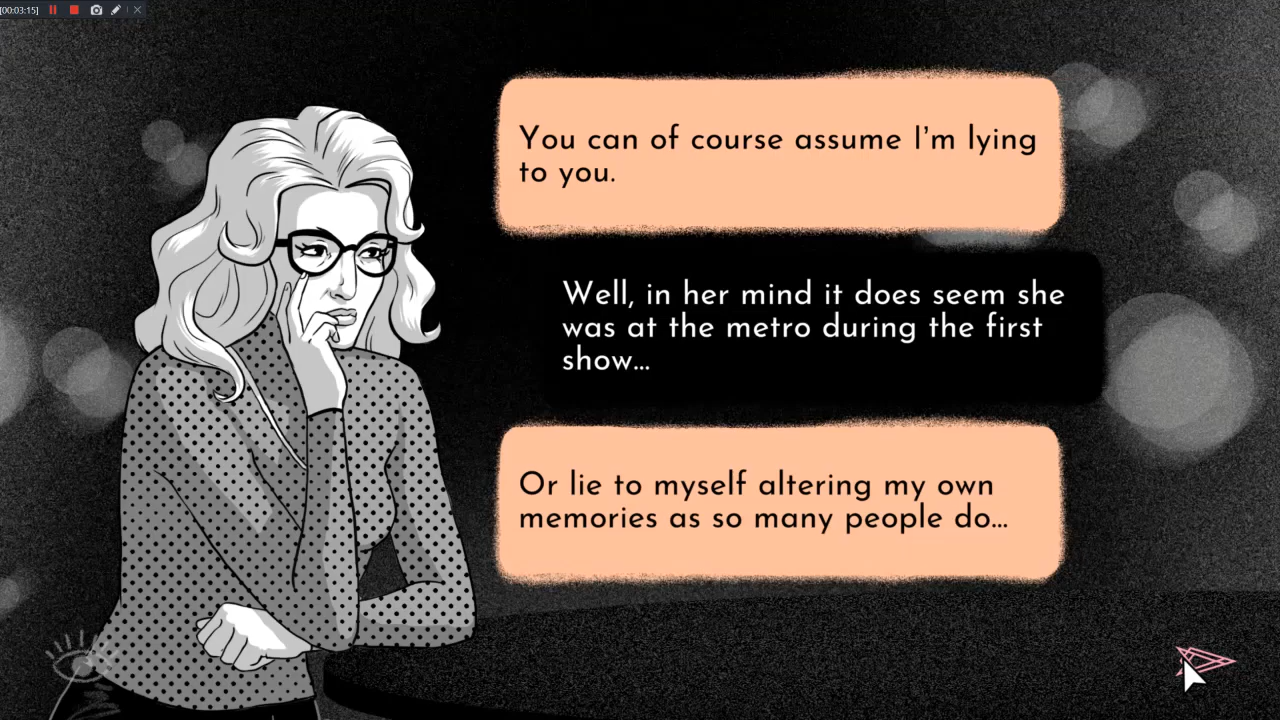 [00:03:15]
You can of course assume I'm lying
to you.
Well, in her mind it does seem she
was at the metro during the first
show...
Or lie to myself altering my own
memories as so many people do...